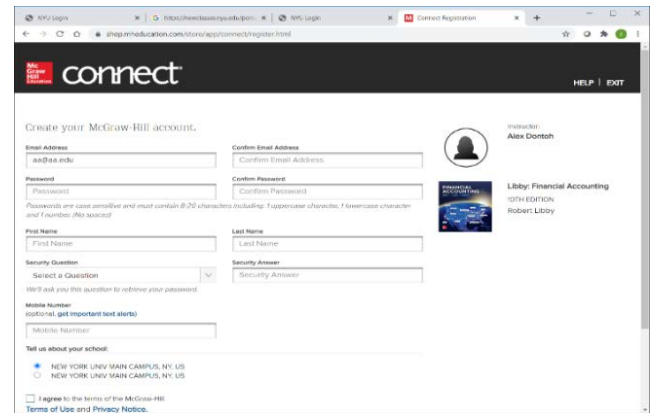 NYU Login
https://newclasses.nyu.edu/port
NYU Login
Connect Registration
shop.mheducation.com/store/app/connect/register.html
Mc
Graw
Hill
Education
connect
HELP | EXIT
Create your McGraw-Hill account.
Instructor:
Alex Dontoh
Email Address
Confirm Email Address
aa@aa.edu
Confirm Email Address
Password
Confirm Password
Password
Confirm Password
Passwords are case sensitive and must contain 8-20 characters including: 1 uppercase character, 1 lowercase character
and 1 number. (No spaces)
FINANCIAL
ACCOUNTING
Libby: Financial Accounting
10TH EDITION
Robert Libby
First Name
Last Name
First Name
Last Name
Security Question
Security Answer
Select a Question
Security Answer
We'll ask you this question to retrieve your password.
Mobile Number
(optional, get important text alerts)
Mobile Number
Tell us about your school:
NEW YORK UNIV MAIN CAMPUS, NY, US
NEW YORK UNIV MAIN CAMPUS, NY, US
I agree to the terms of the McGraw-Hill
Terms of Use and Privacy Notice.